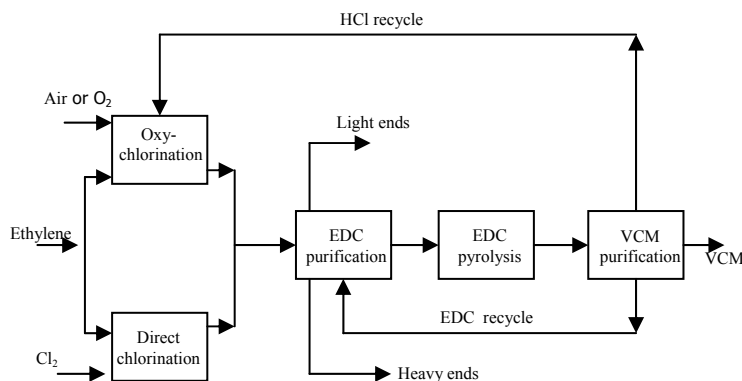 HCl recycle
Air or O₂
Oxy-
chlorination
Light ends
Ethylene
EDC
purification
EDC
pyrolysis
VCM
purification
VCM
EDC recycle
Direct
chlorination
Cl₂
Heavy ends